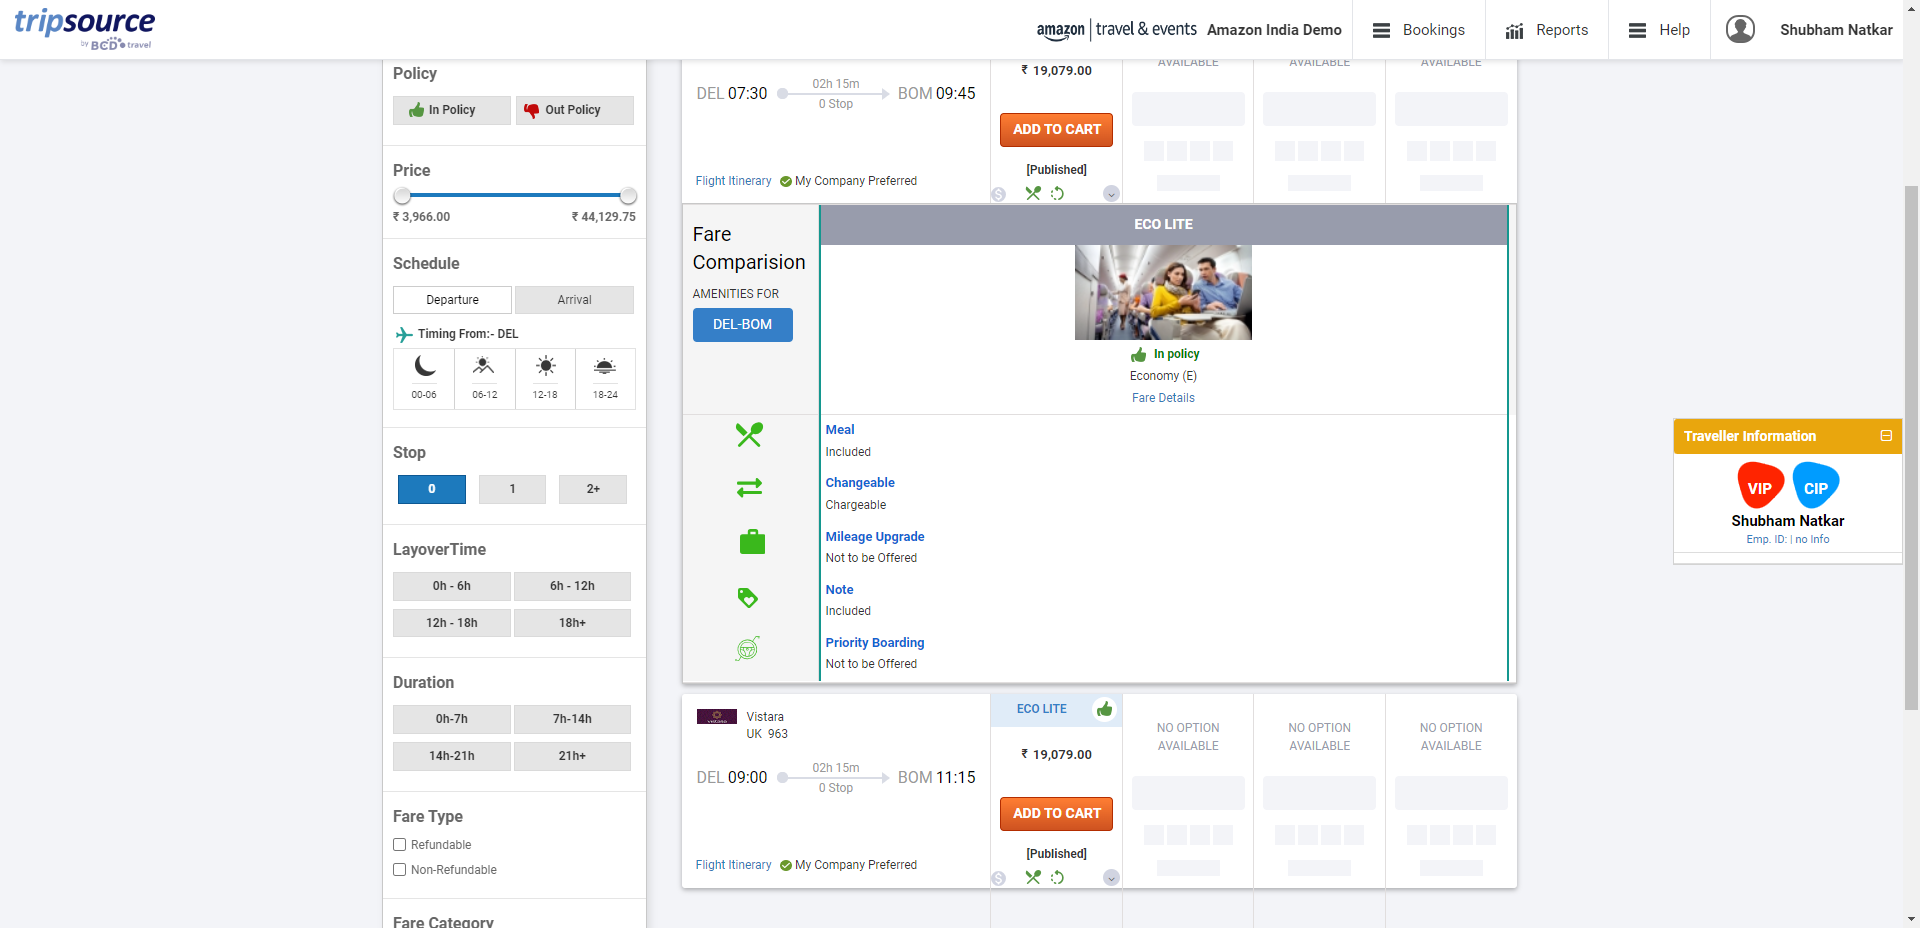 tripsource
by BCD travel
amazon travel & events Amazon India Demo
Bookings
Reports
Help
Shubham Natkar
Policy
In Policy
Out Policy
Price
₹ 3,966.00
₹ 44,129.75
Schedule
Departure
Arrival
Timing From:- DEL
00-06
06-12
12-18
18-24
Stop
0
1
2+
LayoverTime
0h - 6h
6h - 12h
12h - 18h
18h+
Duration
0h-7h
7h-14h
14h-21h
21h+
Fare Type
Refundable
Non-Refundable
Fare Category
DEL 07:30
02h 15m
0 Stop
BOM 09:45
Flight Itinerary
My Company Preferred
₹ 19,079.00
ADD TO CART
[Published]
AVAILABLE
AVAILABLE
AVAILABLE
Fare
Comparision
AMENITIES FOR
DEL-BOM
ECO LITE
In policy
Economy (E)
Fare Details
Meal
Included
Changeable
Chargeable
Mileage Upgrade
Not to be Offered
Note
Included
Priority Boarding
Not to be Offered
Vistara
UK 963
DEL 09:00
02h 15m
0 Stop
BOM 11:15
Flight Itinerary
My Company Preferred
ECO LITE
₹ 19,079.00
ADD TO CART
[Published]
NO OPTION
AVAILABLE
NO OPTION
AVAILABLE
NO OPTION
AVAILABLE
Traveller Information
VIP
CIP
Shubham Natkar
Emp. ID: | no Info